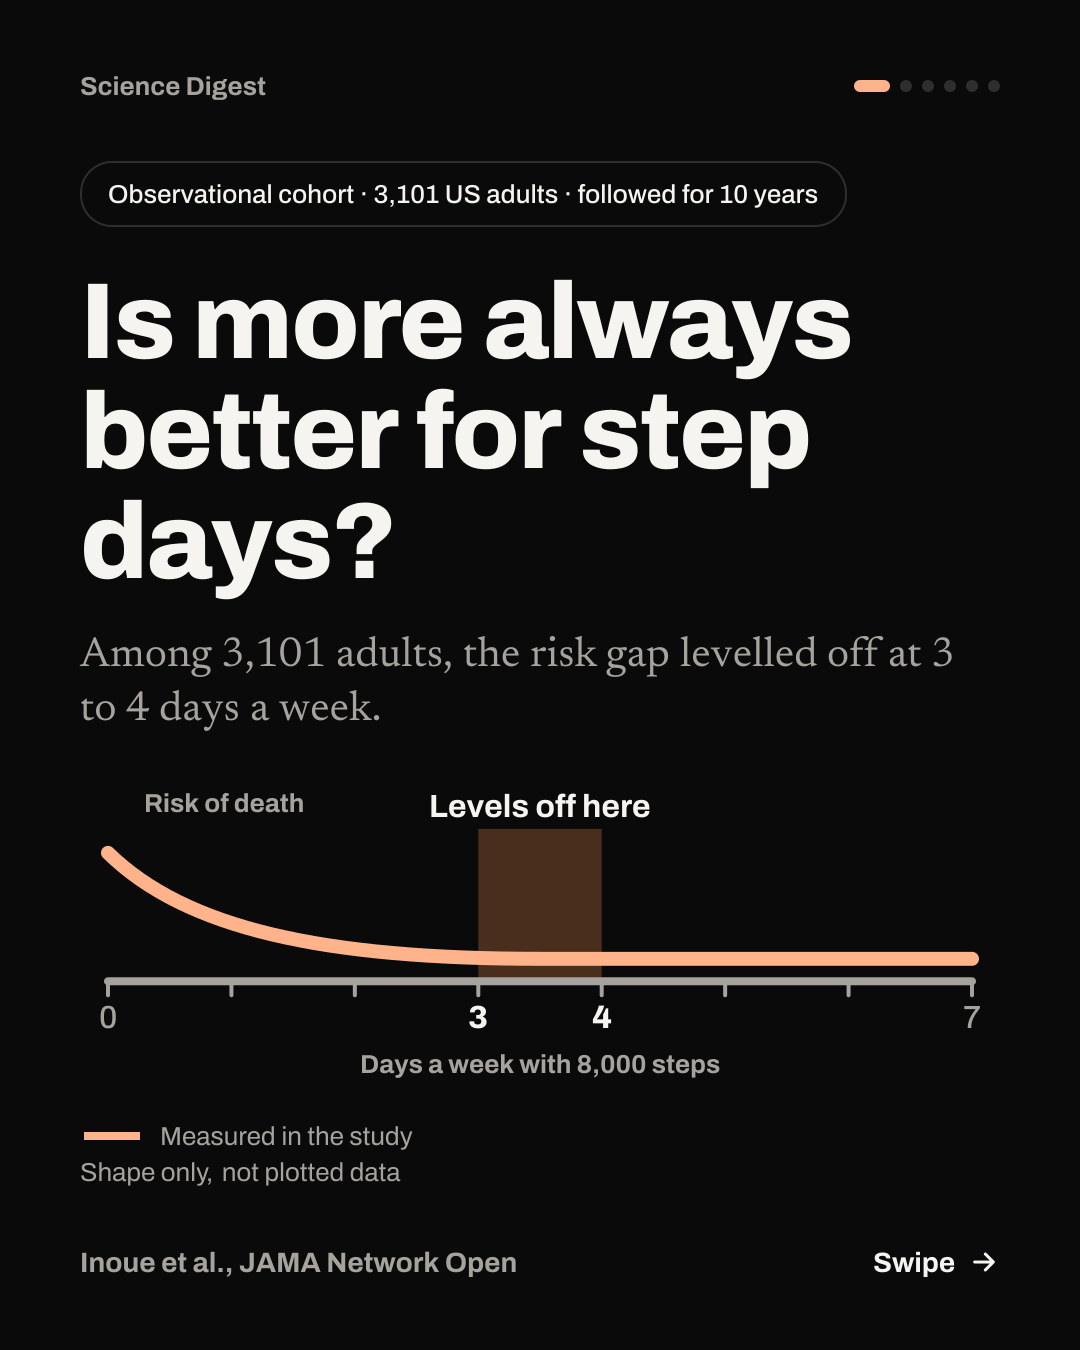 Science Digest
Observational cohort · 3,101 US adults · followed for 10 years
Is more always
better for step
days?
Among 3,101 adults, the risk gap levelled off at 3
to 4 days a week.
Risk of death
Levels off here
0
3
4
7
Days a week with 8,000 steps
Measured in the study
Shape only, not plotted data
Inoue et al., JAMA Network Open
Swipe →